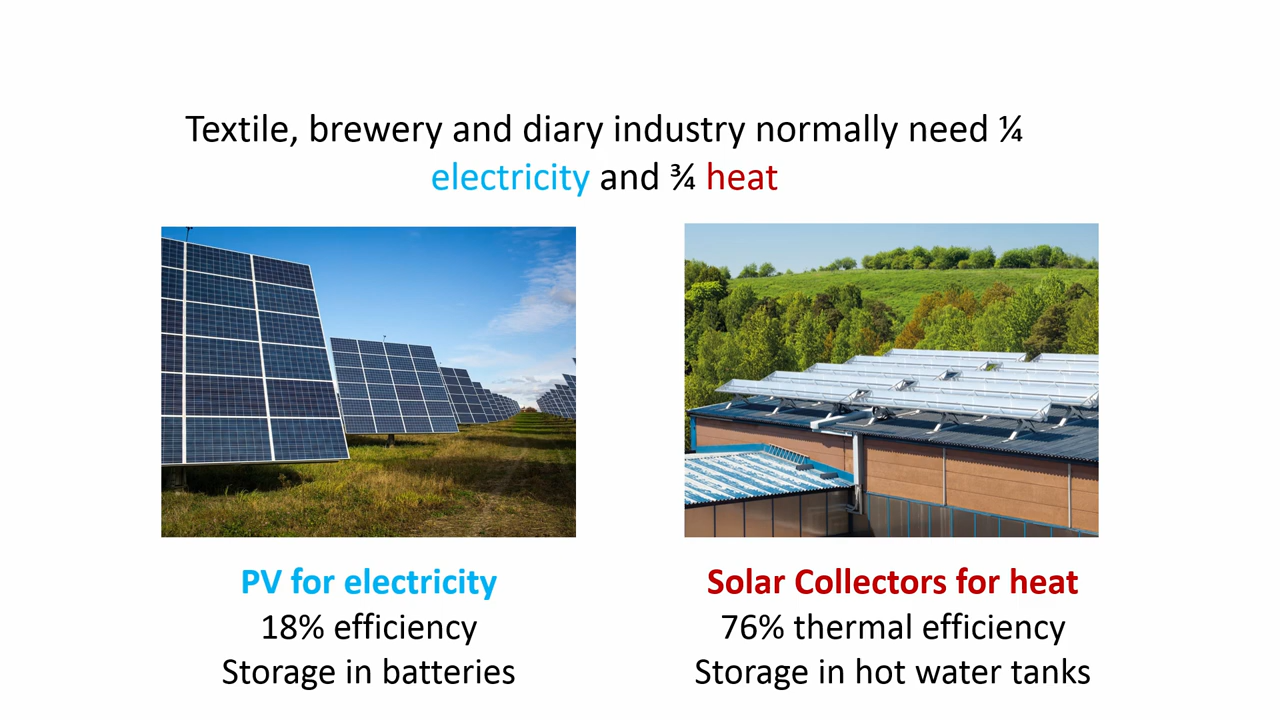 Textile, brewery and diary industry normally need ¼
electricity and ¾ heat
PV for electricity
18% efficiency
Storage in batteries
Solar Collectors for heat
76% thermal efficiency
Storage in hot water tanks